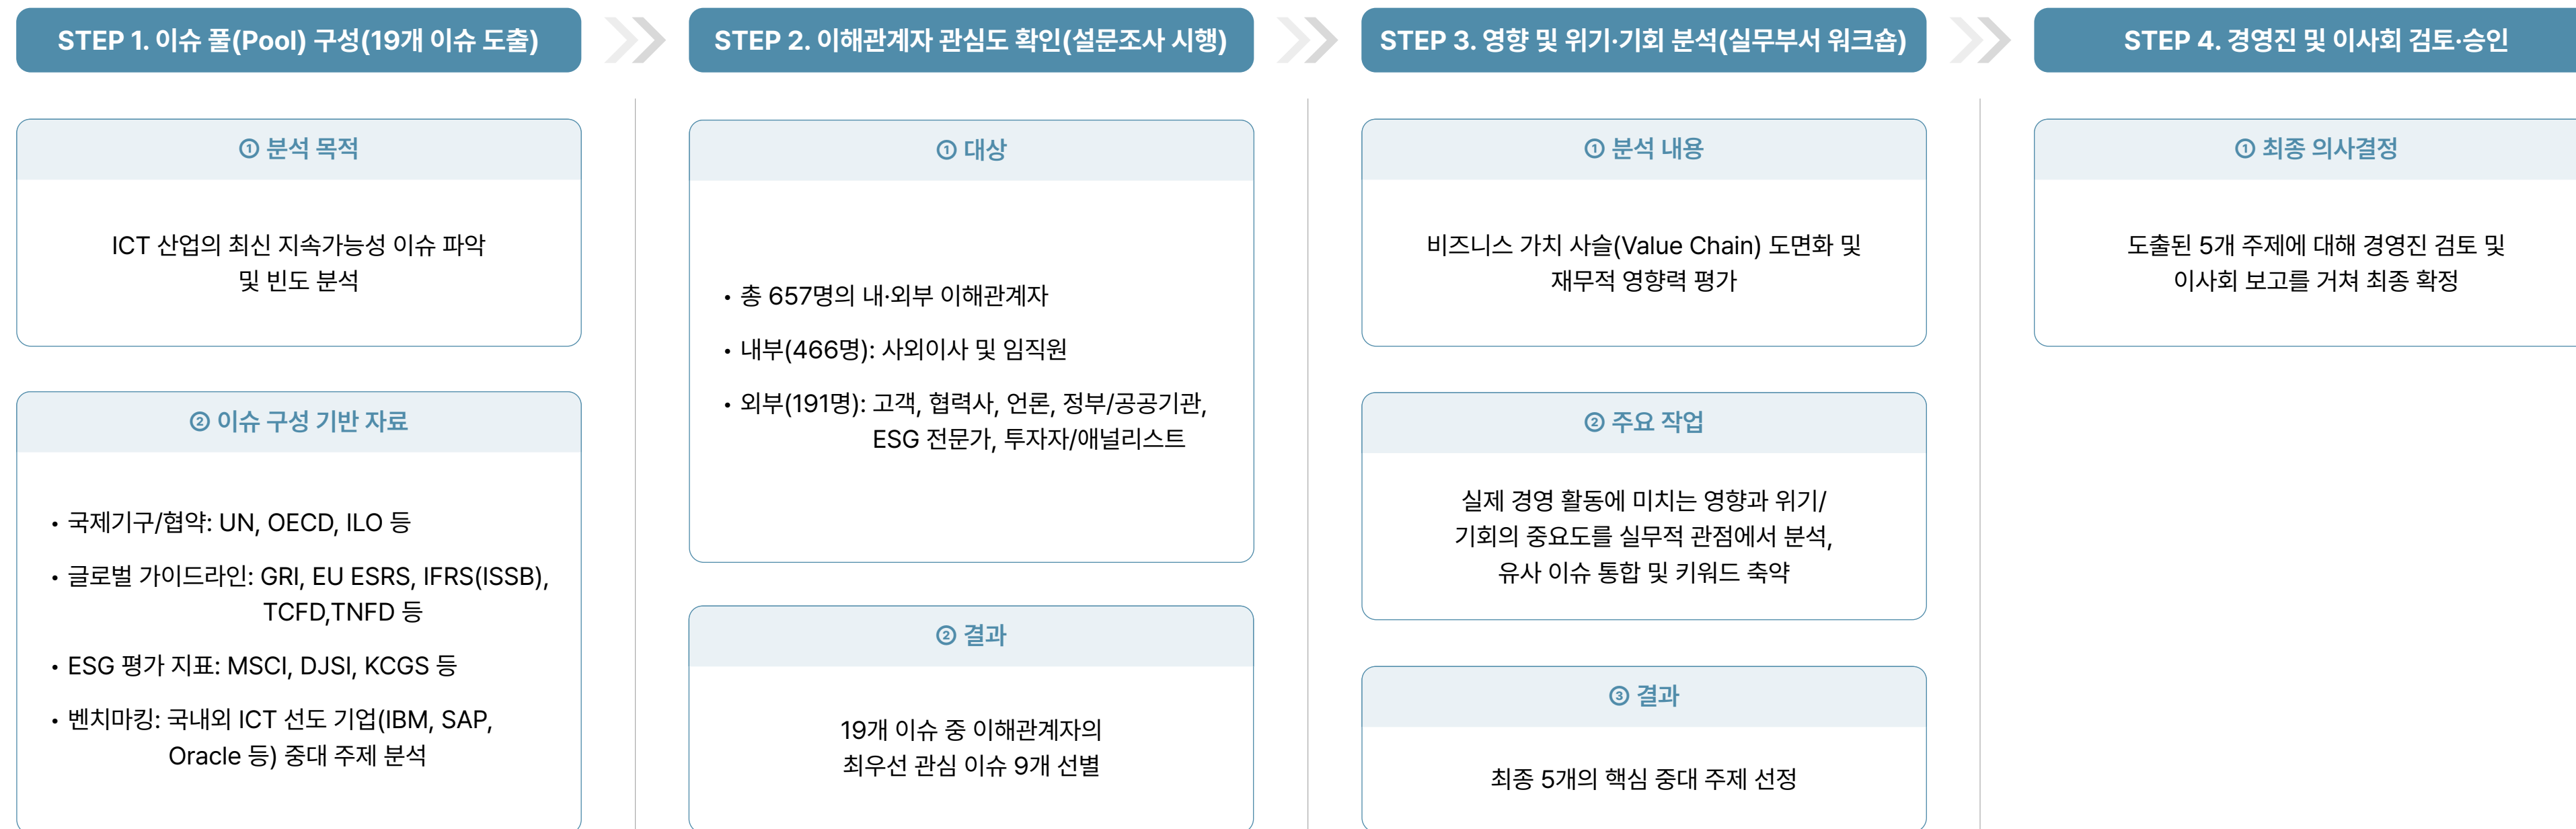 STEP 1. 이슈 풀(Pool) 구성(19개 이슈 도출)
① 분석 목적
ICT 산업의 최신 지속가능성 이슈 파악
및 빈도 분석
② 이슈 구성 기반 자료
• 국제기구/협약: UN, OECD, ILO 등
• 글로벌 가이드라인: GRI, EU ESRS, IFRS(ISSB),
TCFD,TNFD 등
• ESG 평가 지표: MSCI, DJSI, KCGS 등
• 벤치마킹: 국내외 ICT 선도 기업(IBM, SAP,
Oracle 등) 중대 주제 분석
STEP 2. 이해관계자 관심도 확인(설문조사 시행)
① 대상
• 총 657명의 내·외부 이해관계자
• 내부(466명): 사외이사 및 임직원
• 외부(191명): 고객, 협력사, 언론, 정부/공공기관,
ESG 전문가, 투자자/애널리스트
② 결과
19개 이슈 중 이해관계자의
최우선 관심 이슈 9개 선별
STEP 3. 영향 및 위기·기회 분석(실무부서 워크숍)
① 분석 내용
비즈니스 가치 사슬(Value Chain) 도면화 및
재무적 영향력 평가
② 주요 작업
실제 경영 활동에 미치는 영향과 위기/
기회의 중요도를 실무적 관점에서 분석,
유사 이슈 통합 및 키워드 축약
③ 결과
최종 5개의 핵심 중대 주제 선정
STEP 4. 경영진 및 이사회 검토·승인
① 최종 의사결정
도출된 5개 주제에 대해 경영진 검토 및
이사회 보고를 거쳐 최종 확정